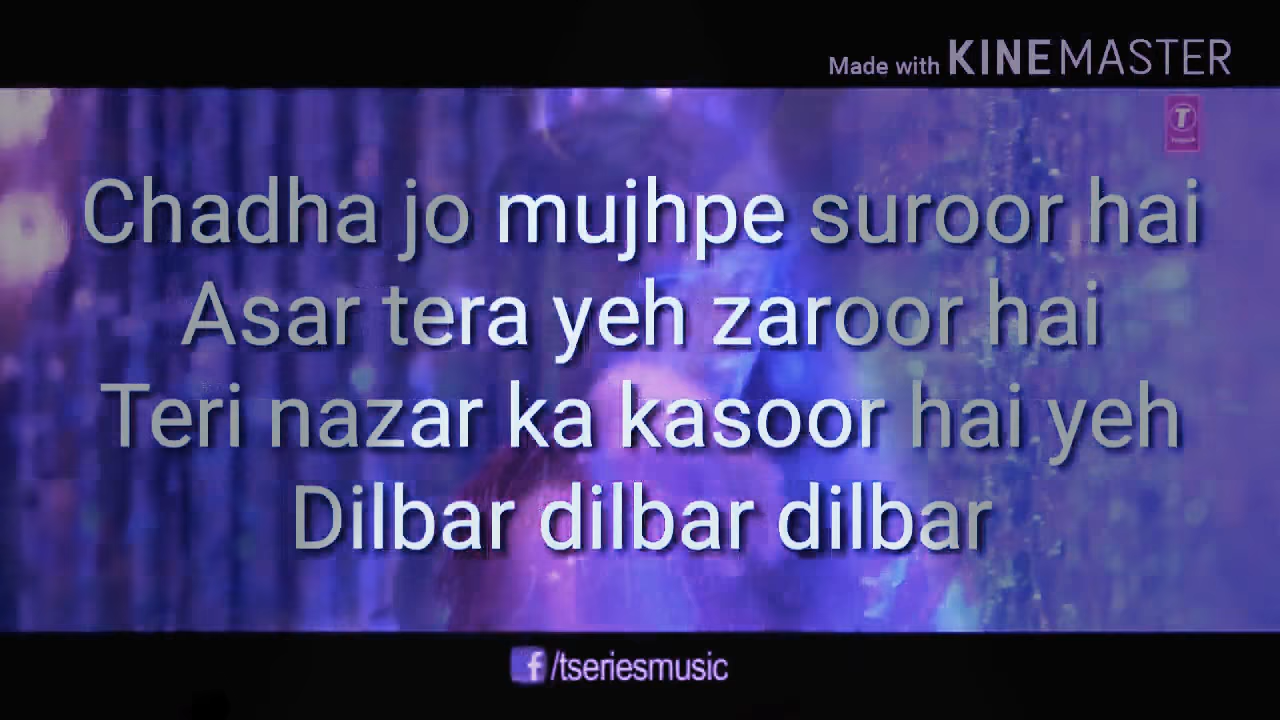 Made with KINEMASTER
T
Chadha jo mujhpe suroor hai
Asar tera yeh zaroor hai
Teri nazar ka kasoor hai yeh
Dilbar dilbar dilbar
f/tseriesmusic